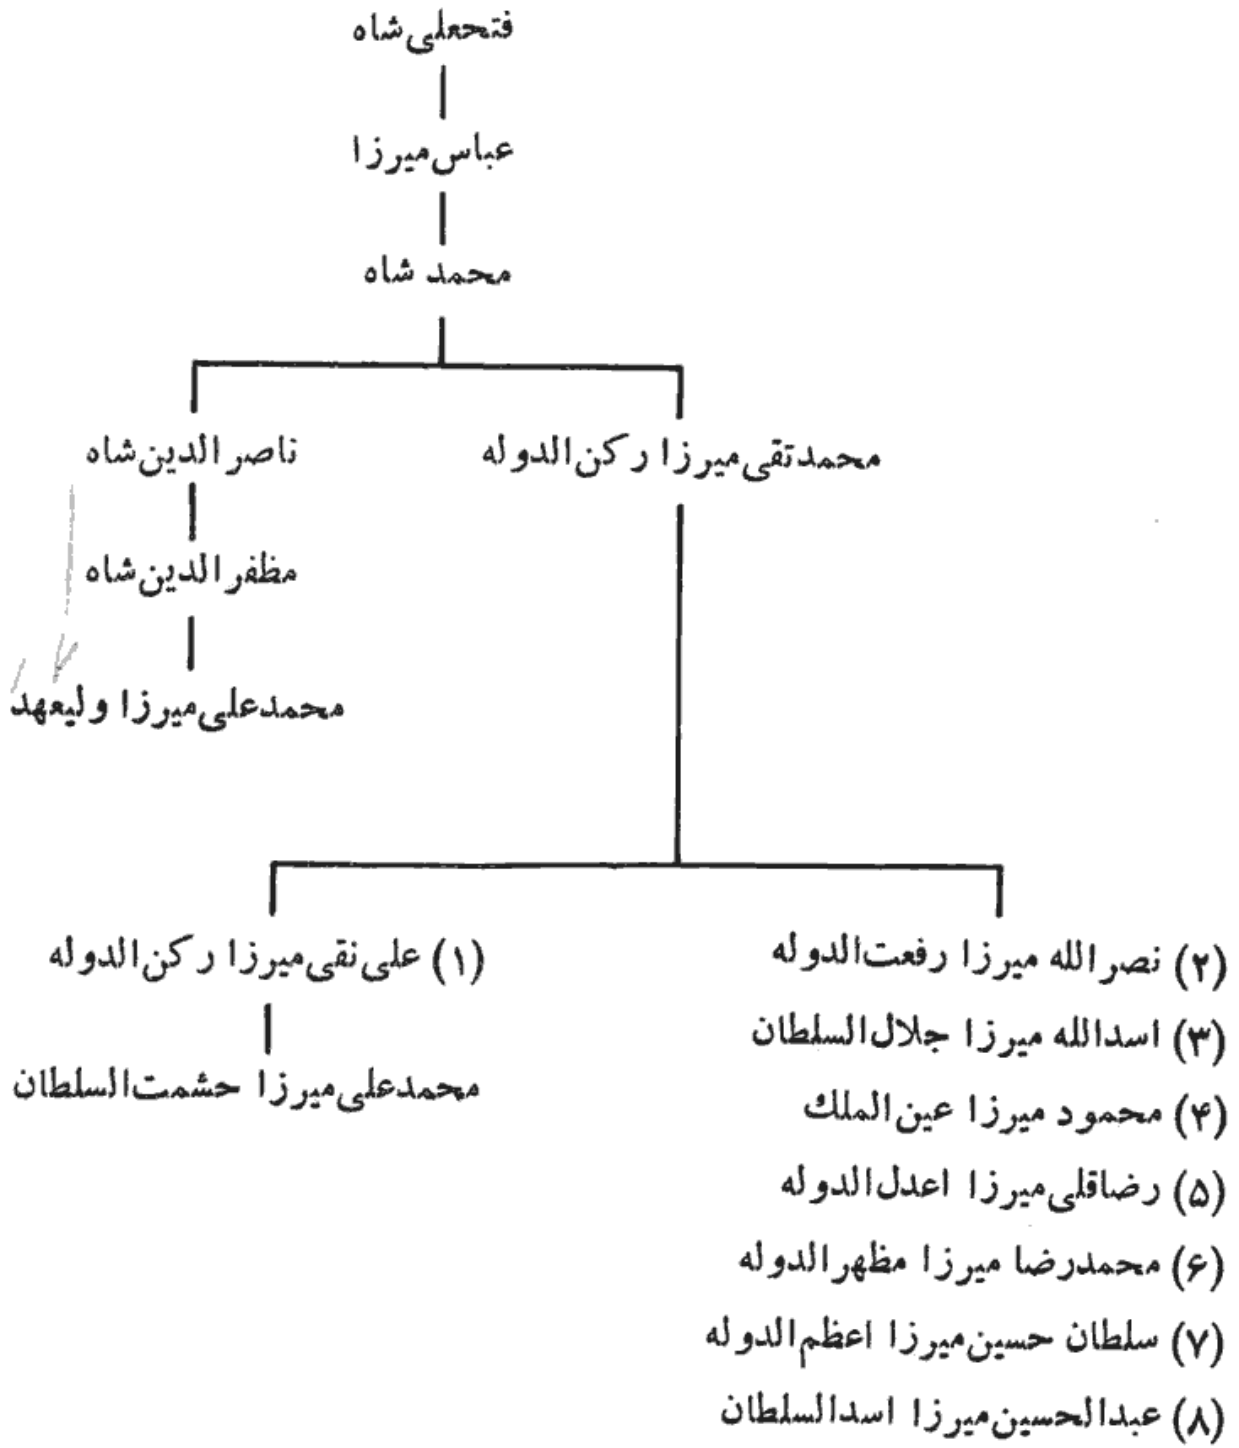 فتحعلی‌شاه
عباس‌میرزا
محمد شاه
محمدتقی‌میرزا رکن‌الدوله
ناصرالدین‌شاه
مظفرالدین‌شاه
محمدعلی‌میرزا ولیعهد
(۱) علی‌نقی‌میرزا رکن‌الدوله
محمدعلی‌میرزا حشمت‌السلطان
(۲) نصرالله میرزا رفعت‌الدوله
(۳) اسدالله میرزا جلال‌السلطان
(۴) محمود میرزا عین‌الملک
(۵) رضاقلی‌میرزا اعدل‌الدوله
(۶) محمدرضا میرزا مظهرالدوله
(۷) سلطان حسین‌میرزا اعظم‌الدوله
(۸) عبدالحسین‌میرزا اسدالسلطان